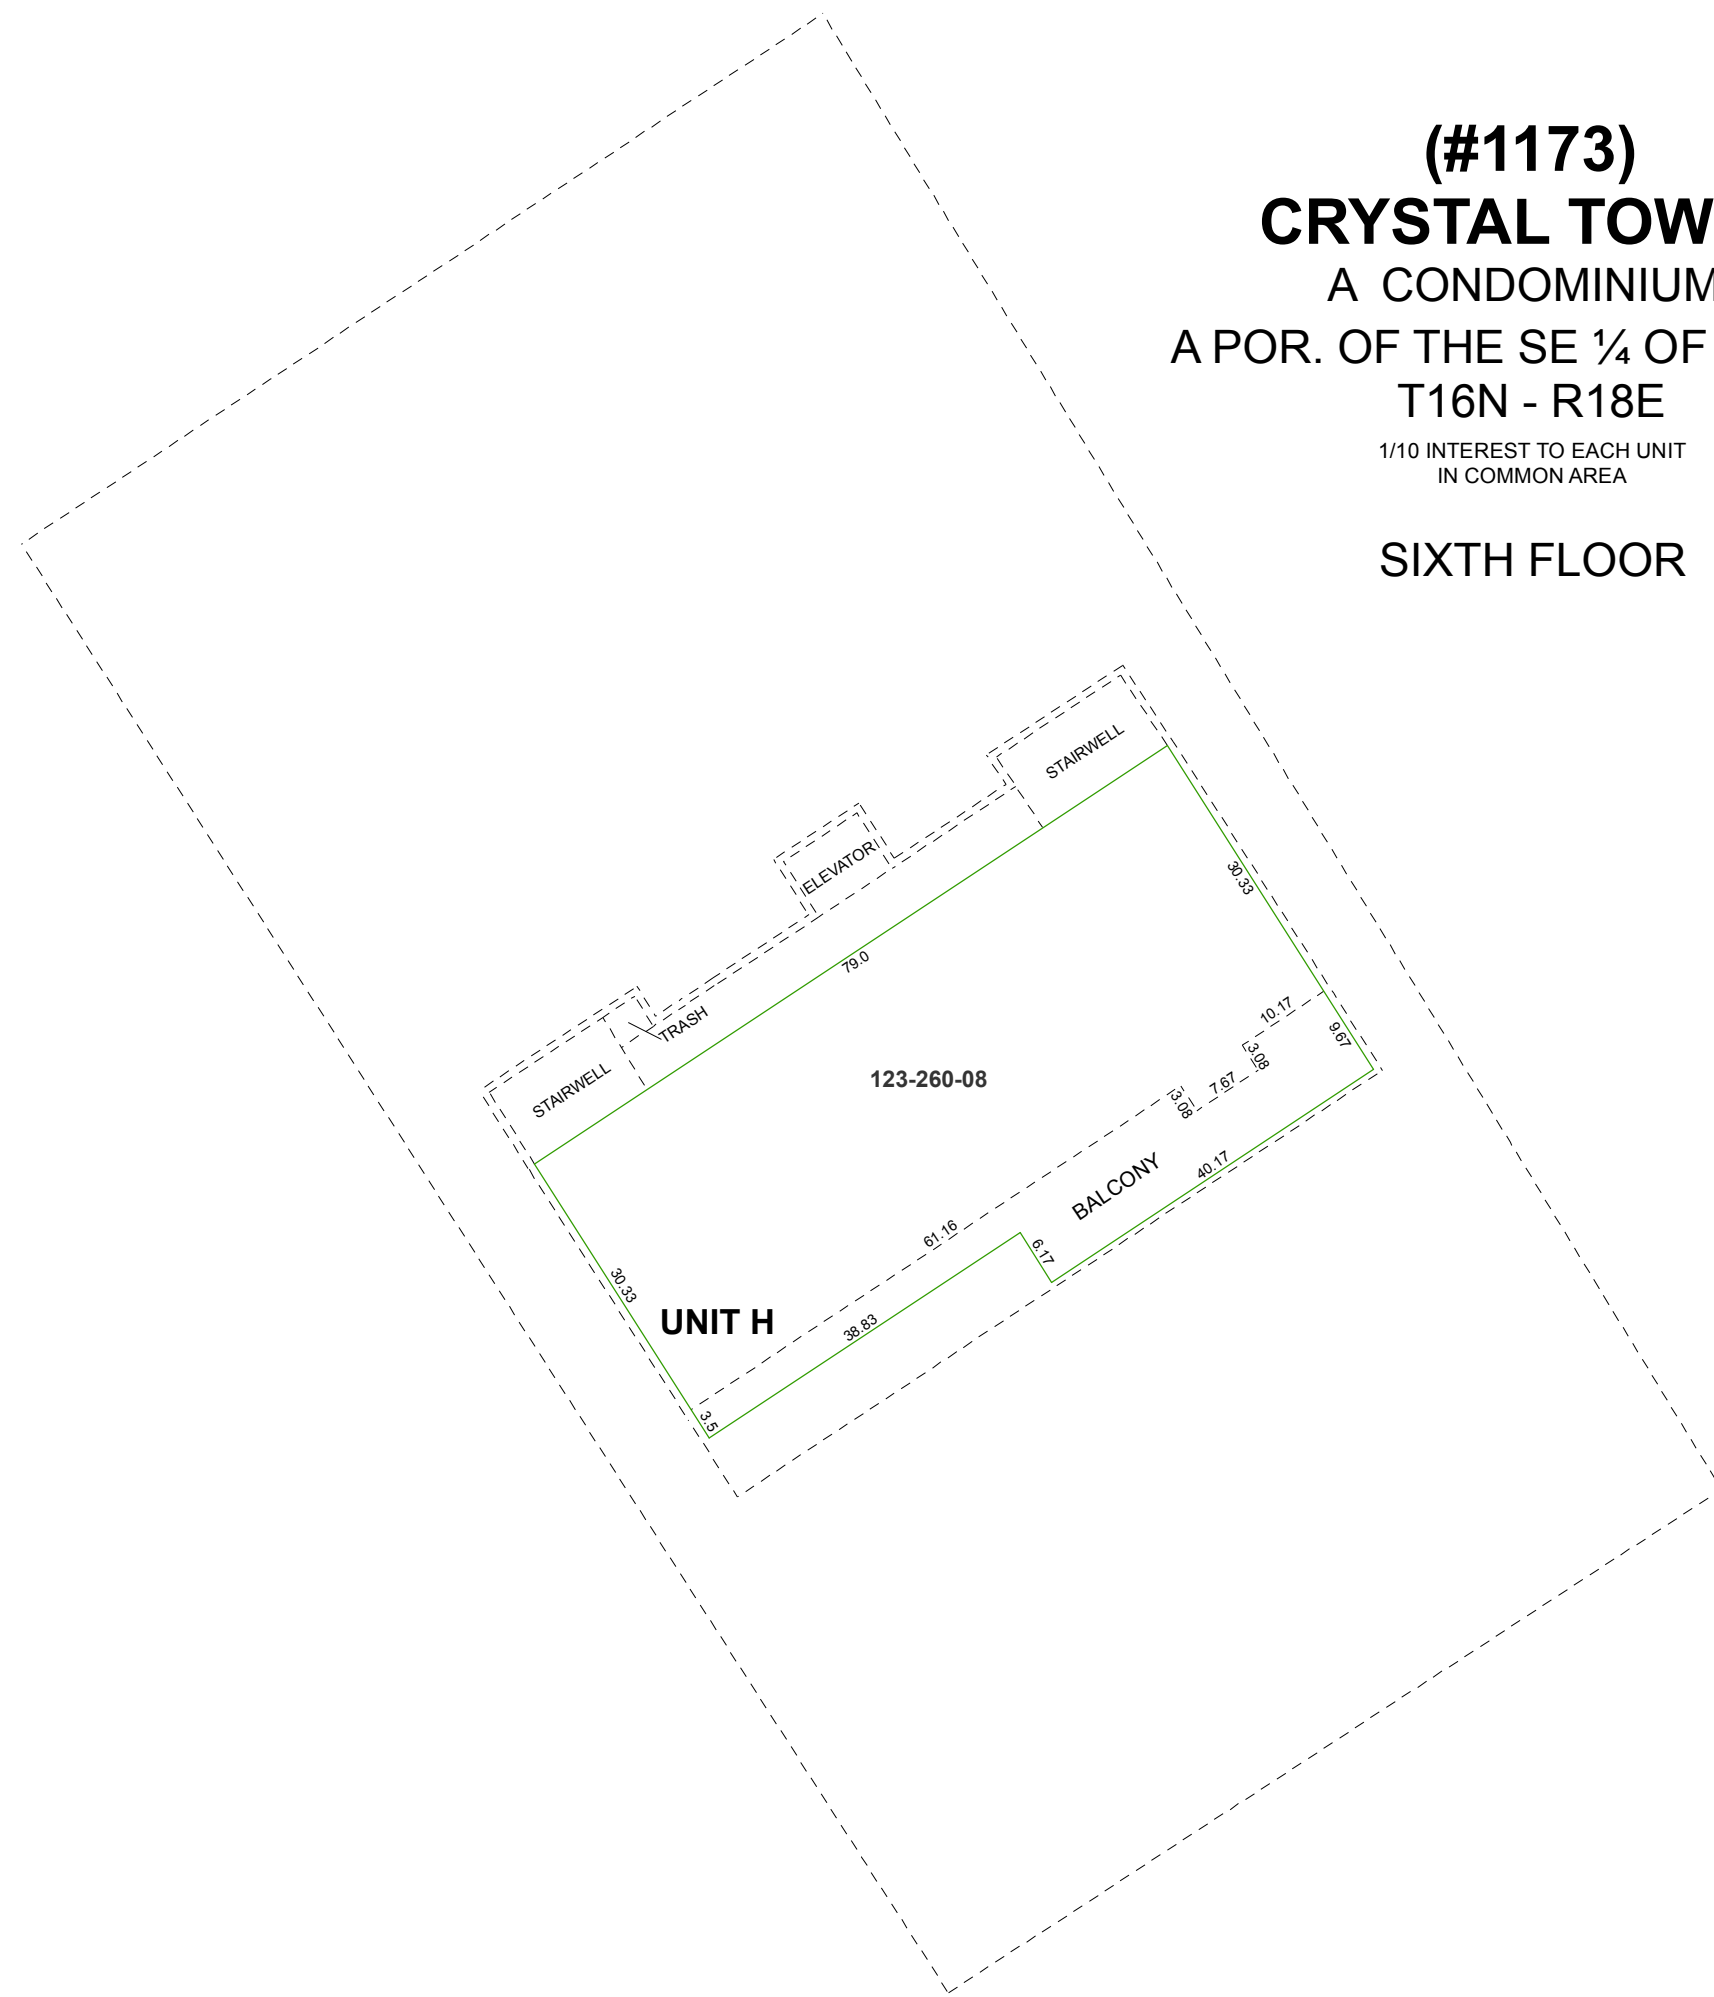 (#1173)
CRYSTAL TOW
A CONDOMINIUM
A POR. OF THE SE ¼ OF
T16N - R18E
1/10 INTEREST TO EACH UNIT
IN COMMON AREA
SIXTH FLOOR
STAIRWELL
ELEVATOR
30.33
79.0
TRASH
10.17
9.67
3.08
STAIRWELL
123-260-08
7.67
3.08
40.17
BALCONY
61.16
6.17
30.33
UNIT H
38.83
3.5